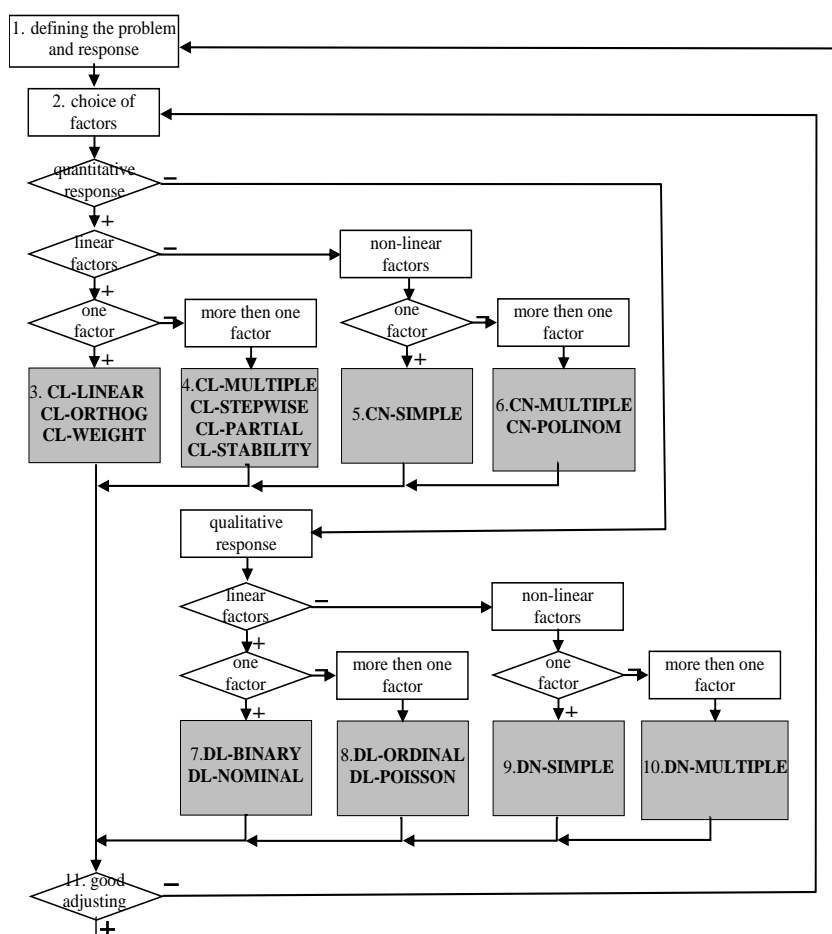 1. defining the problem
and response
2. choice of
factors
quantitative
response
−
+
linear
factors
−
non-linear
factors
+
one
factor
−
more then one
factor
one
factor
−
more then one
factor
+
+
3. CL-LINEAR
CL-ORTHOG
CL-WEIGHT
4.CL-MULTIPLE
CL-STEPWISE
CL-PARTIAL
CL-STABILITY
5.CN-SIMPLE
6.CN-MULTIPLE
CN-POLINOM
qualitative
response
linear
factors
−
non-linear
factors
+
one
factor
−
more then one
factor
one
factor
−
more then one
factor
+
+
7.DL-BINARY
DL-NOMINAL
8.DL-ORDINAL
DL-POISSON
9.DN-SIMPLE
10.DN-MULTIPLE
11. good
adjusting
−
+